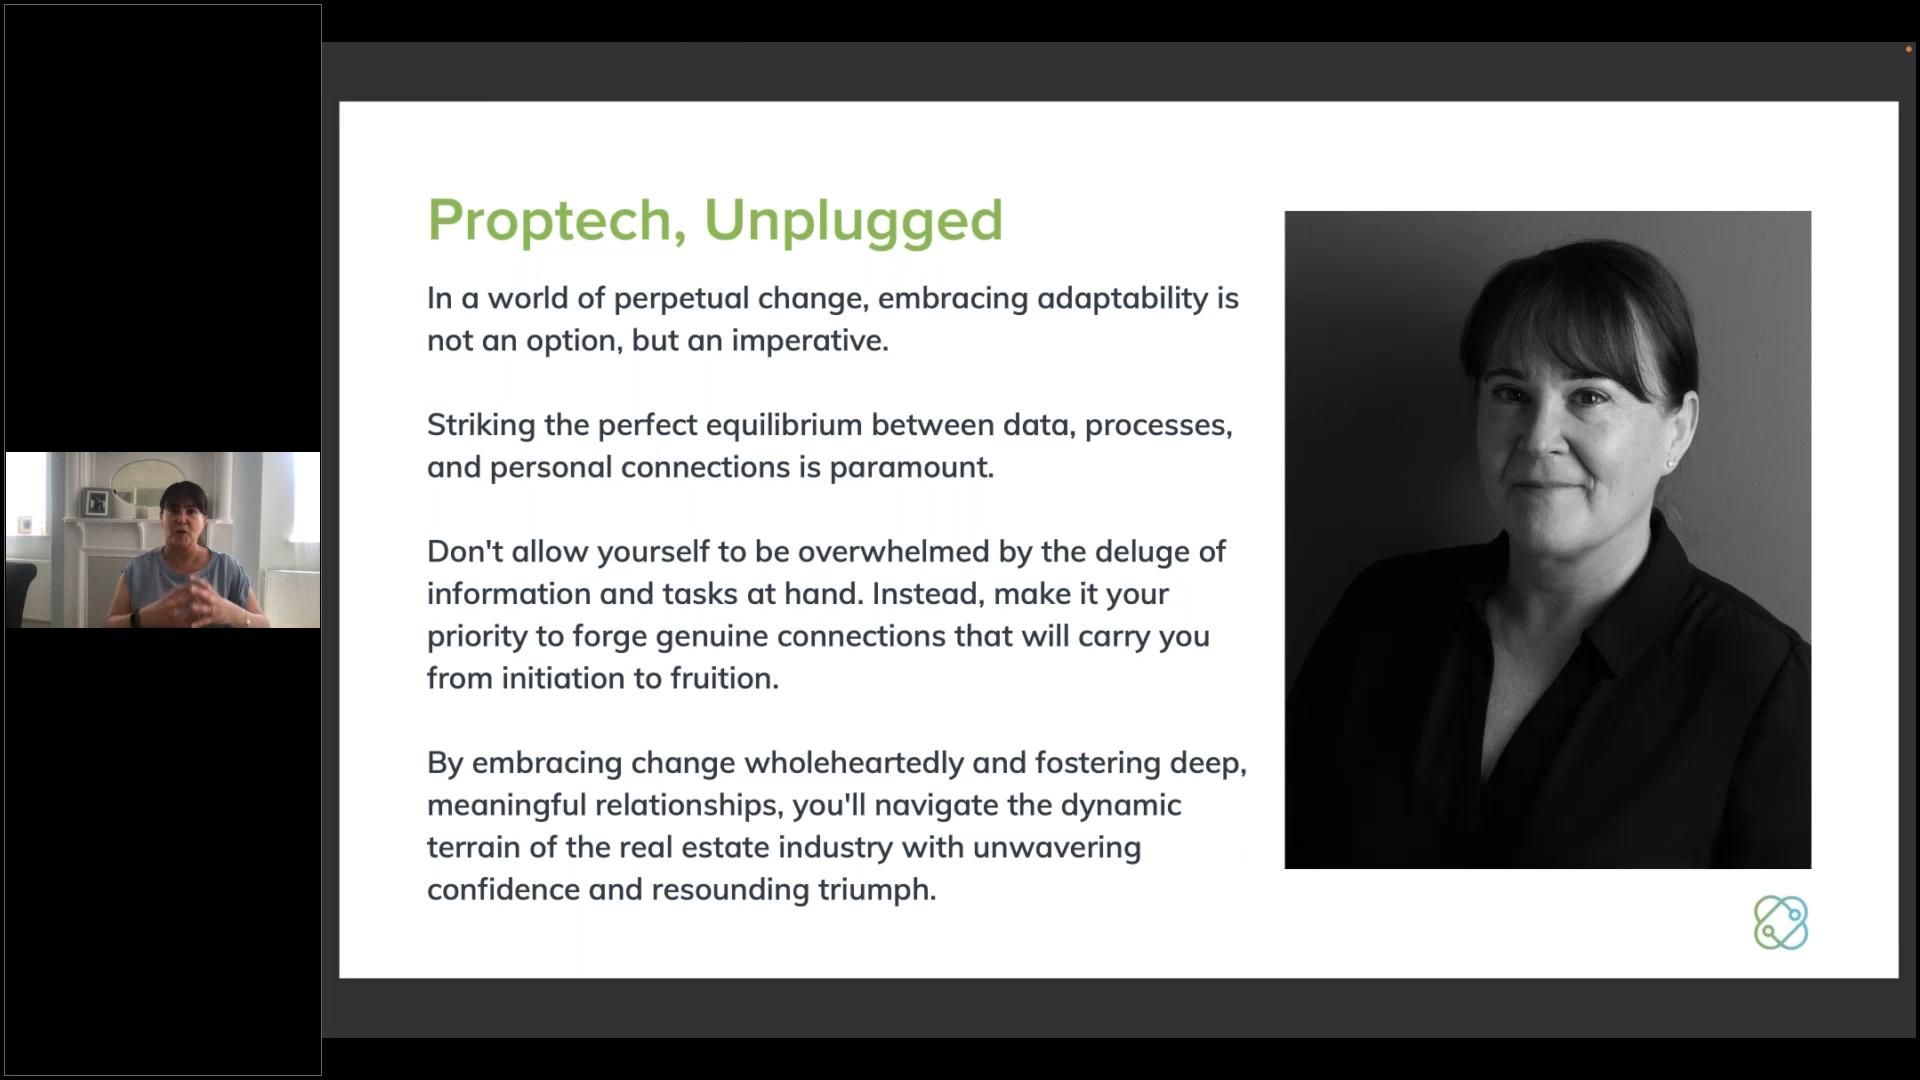 Proptech, Unplugged
In a world of perpetual change, embracing adaptability is
not an option, but an imperative.
Striking the perfect equilibrium between data, processes,
and personal connections is paramount.
Don't allow yourself to be overwhelmed by the deluge of
information and tasks at hand. Instead, make it your
priority to forge genuine connections that will carry you
from initiation to fruition.
By embracing change wholeheartedly and fostering deep,
meaningful relationships, you'll navigate the dynamic
terrain of the real estate industry with unwavering
confidence and resounding triumph.